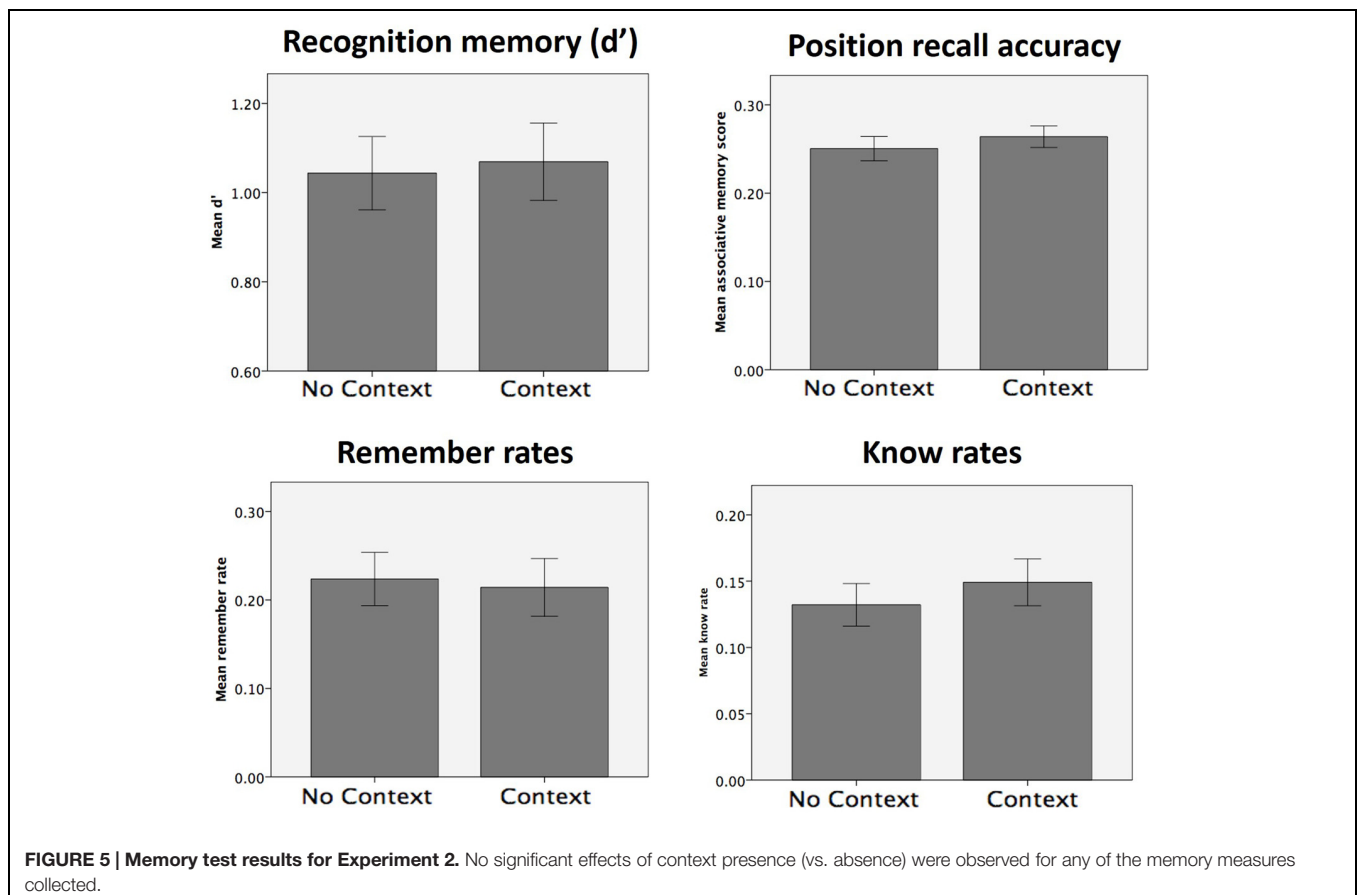 Recognition memory (d’)
Mean d'
1.20
1.00
0.80
0.60
No Context Context
Position recall accuracy
Mean associative memory score
0.30
0.20
0.10
0.00
No Context Context
Remember rates
Mean remember rate
0.30
0.20
0.10
0.00
No Context Context
Know rates
Mean know rate
0.20
0.15
0.10
0.05
0.00
No Context Context
FIGURE 5 | Memory test results for Experiment 2. No significant effects of context presence (vs. absence) were observed for any of the memory measures
collected.